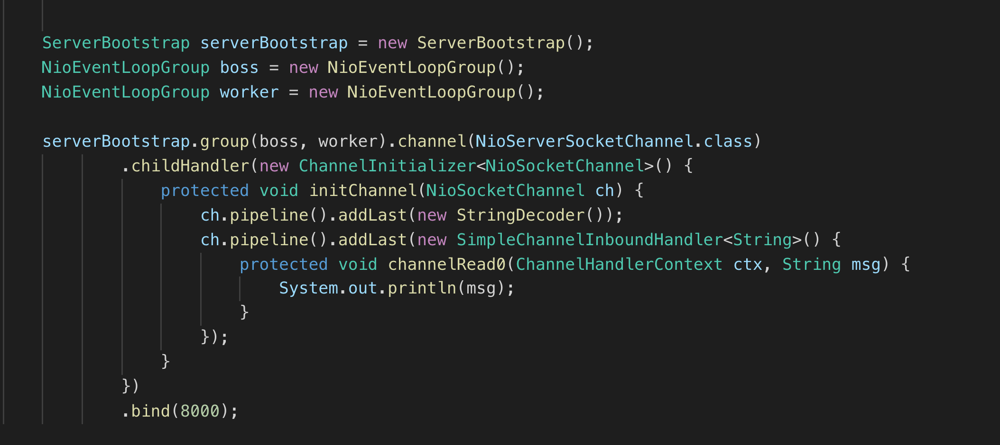 ServerBootstrap serverBootstrap = new ServerBootstrap();
NioEventLoopGroup boss = new NioEventLoopGroup();
NioEventLoopGroup worker = new NioEventLoopGroup();
serverBootstrap.group(boss, worker).channel(NioServerSocketChannel.class)
.childHandler(new ChannelInitializer<NioSocketChannel>() {
protected void initChannel(NioSocketChannel ch) {
ch.pipeline().addLast(new StringDecoder());
ch.pipeline().addLast(new SimpleChannelInboundHandler<String>() {
protected void channelRead0(ChannelHandlerContext ctx, String msg) {
System.out.println(msg);
}
});
}
})
.bind(8000);